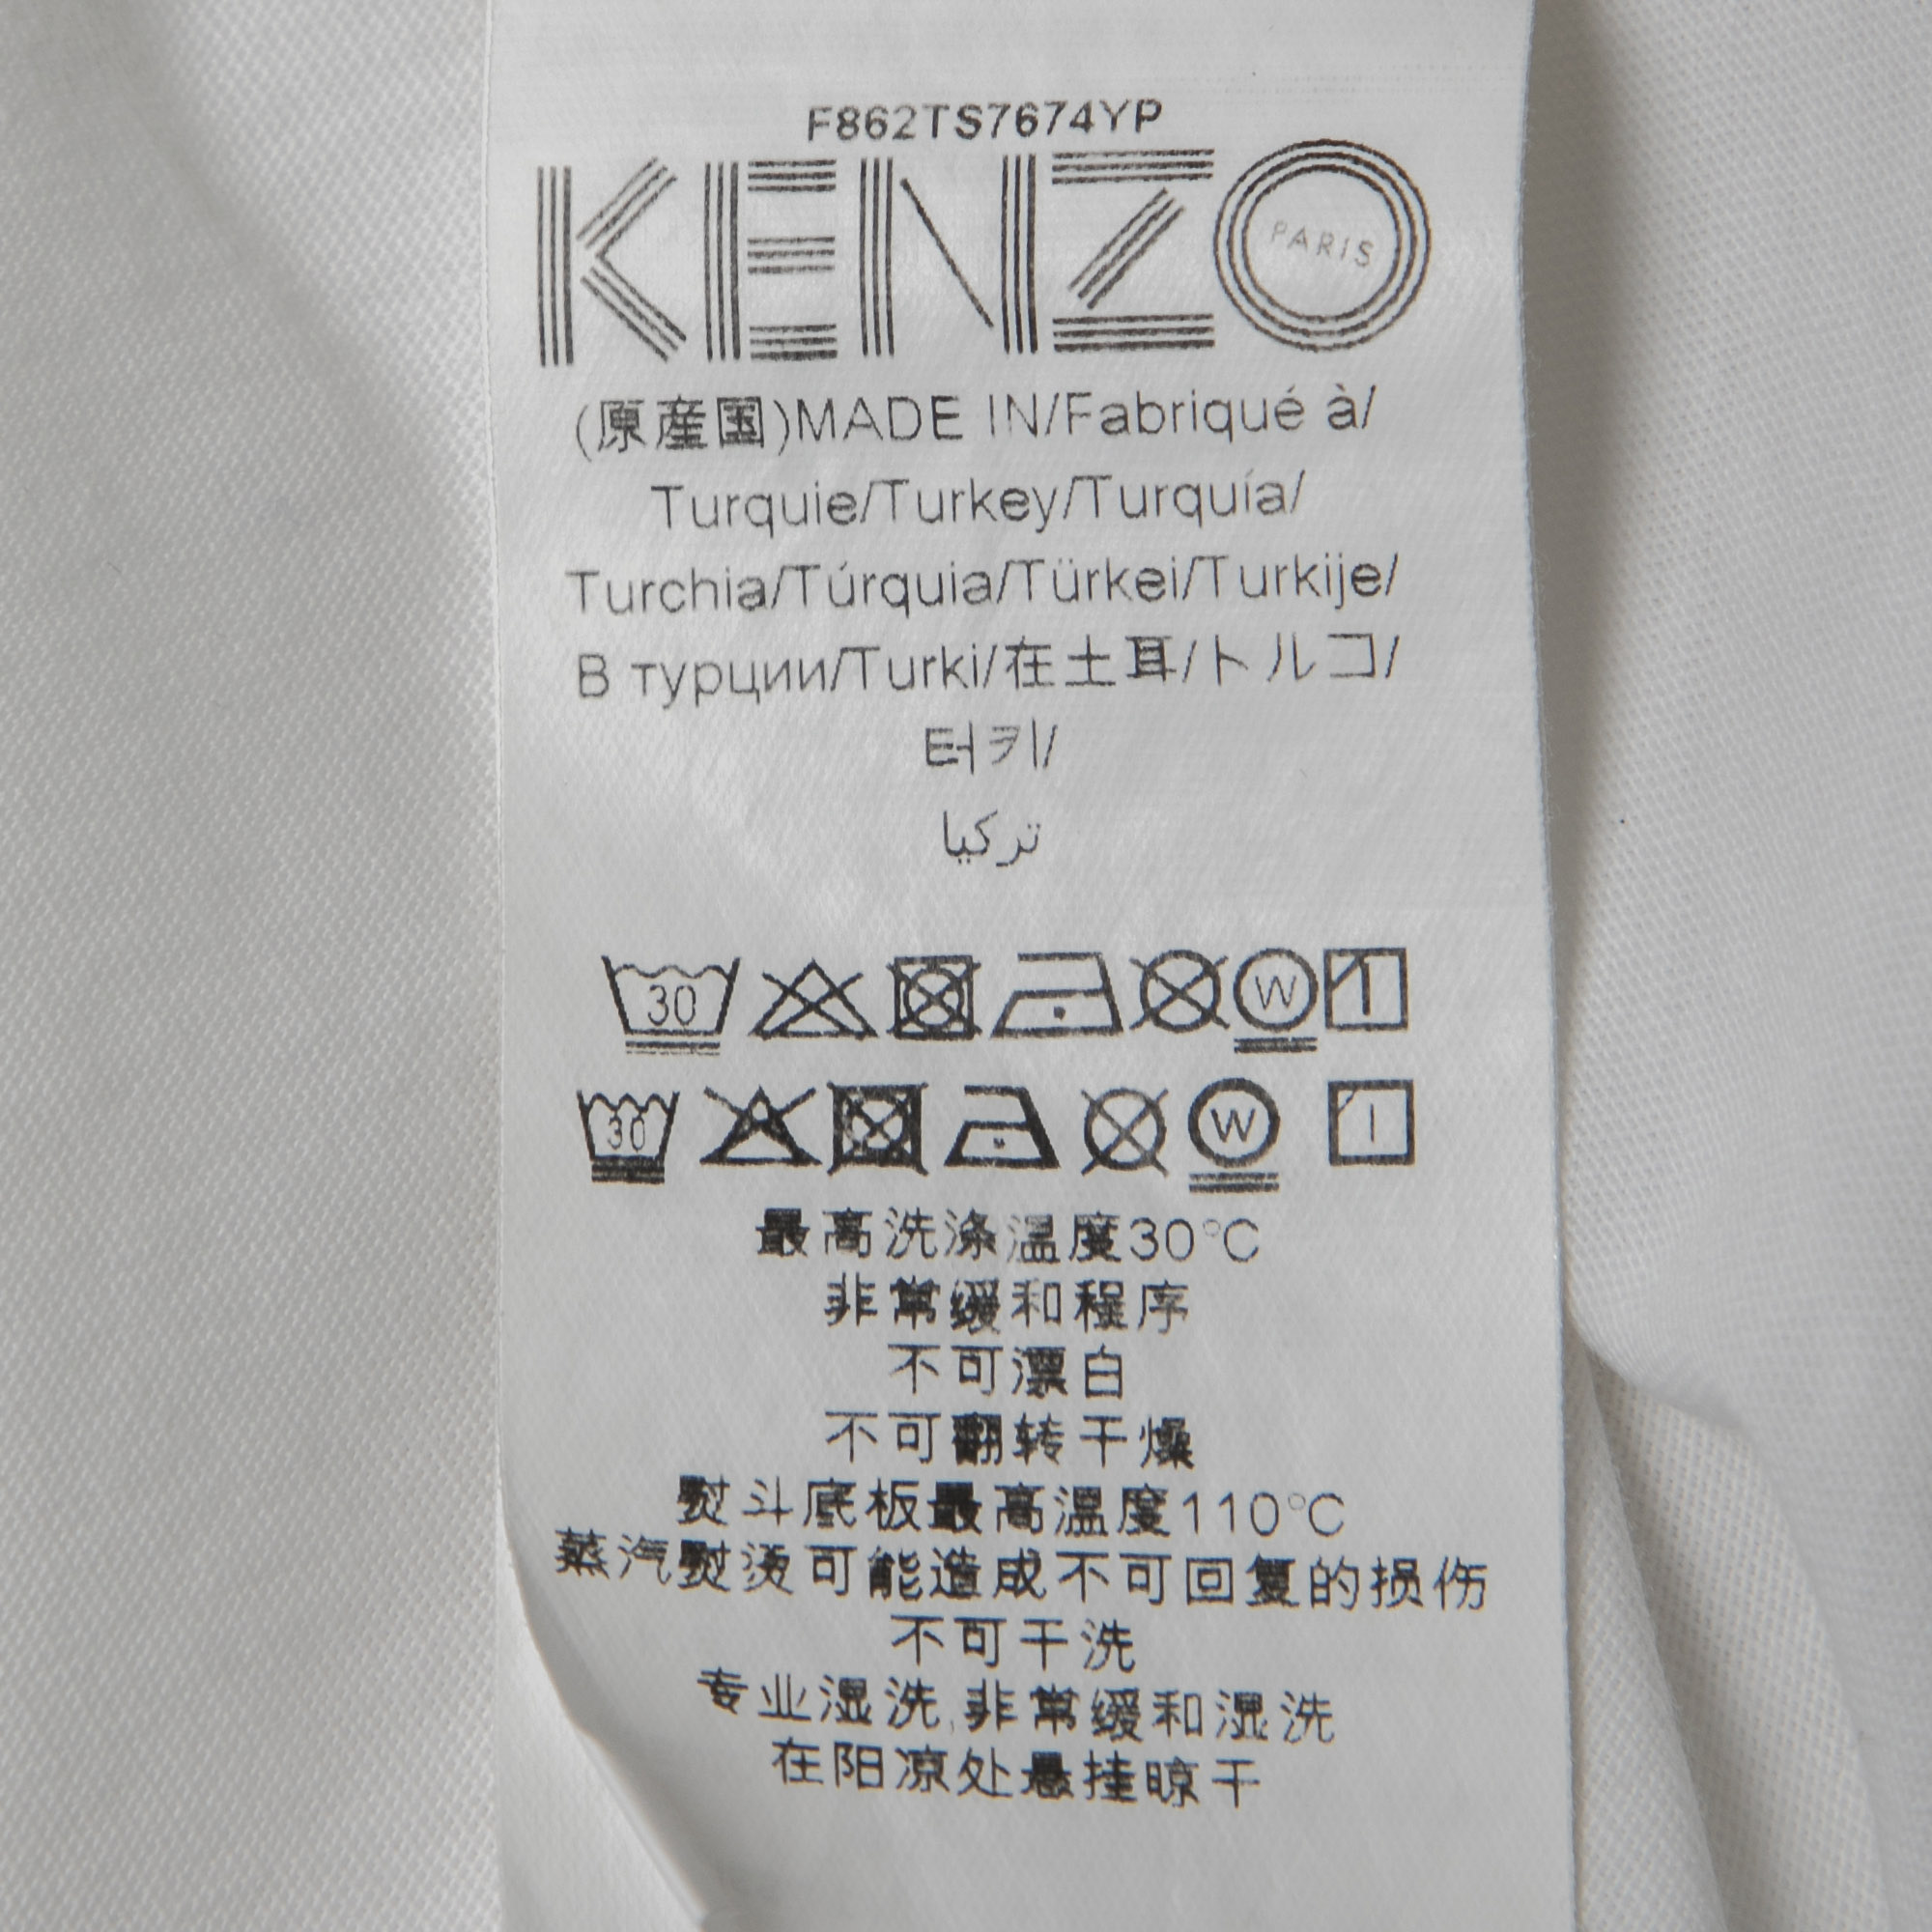 F862TS7674YP
KENZO
PARIS
(原産国)MADE IN/Fabriqué à/
Turquie/Turkey/Turquía/
Turchia/Túrquia/Türkei/Turkije/
В турции/Turki/在土耳/トルコ/
터키/
تركيا
30 W
30 W
最高洗涤温度30°C
非常缓和程序
不可漂白
不可翻转干燥
熨斗底板最高温度110°C
蒸汽熨烫可能造成不可回复的损伤
不可干洗
专业湿洗,非常缓和湿洗
在阳凉处悬挂晾干